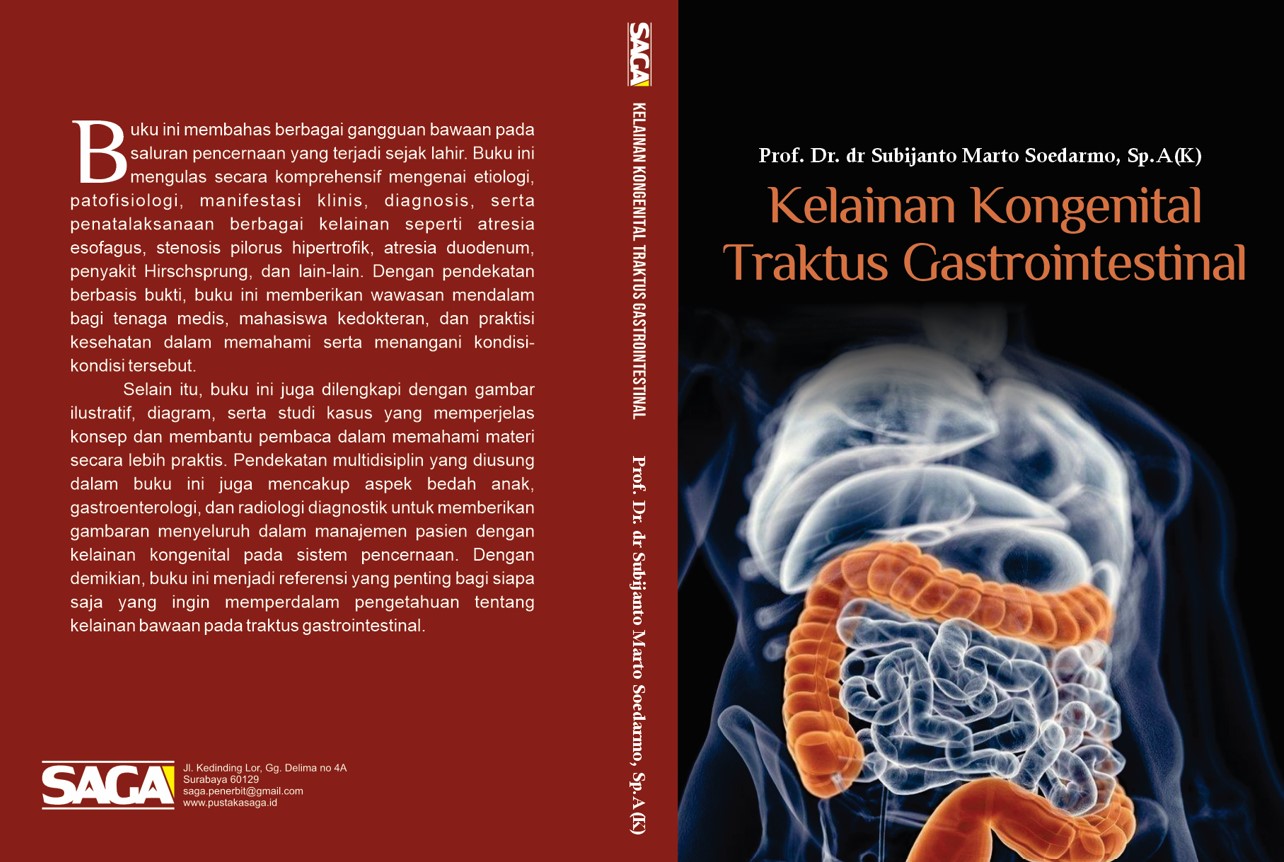 Buku ini membahas berbagai gangguan bawaan pada
saluran pencernaan yang terjadi sejak lahir. Buku ini
mengulas secara komprehensif mengenai etiologi,
patofisiologi, manifestasi klinis, diagnosis, serta
penatalaksanaan berbagai kelainan seperti atresia
esofagus, stenosis pilorus hipertrofik, atresia duodenum,
penyakit Hirschsprung, dan lain-lain. Dengan pendekatan
berbasis bukti, buku ini memberikan wawasan mendalam
bagi tenaga medis, mahasiswa kedokteran, dan praktisi
kesehatan dalam memahami serta menangani kondisi-
kondisi tersebut.
Selain itu, buku ini juga dilengkapi dengan gambar
ilustratif, diagram, serta studi kasus yang memperjelas
konsep dan membantu pembaca dalam memahami materi
secara lebih praktis. Pendekatan multidisiplin yang diusung
dalam buku ini juga mencakup aspek bedah anak,
gastroenterologi, dan radiologi diagnostik untuk memberikan
gambaran menyeluruh dalam manajemen pasien dengan
kelainan kongenital pada sistem pencernaan. Dengan
demikian, buku ini menjadi referensi yang penting bagi siapa
saja yang ingin memperdalam pengetahuan tentang
kelainan bawaan pada traktus gastrointestinal.
SAGA
Jl. Kedinding Lor, Gg. Delima no 4A
Surabaya 60129
saga.penerbit@gmail.com
www.pustakasaga.id
SAGA
KELAINAN KONGENITAL TRAKTUS GASTROINTESTINAL
Prof. Dr. dr Subijanto Marto Soedarmo, Sp.A(K)
Prof. Dr. dr Subijanto Marto Soedarmo, Sp.A(K)
Kelainan Kongenital
Traktus Gastrointestinal